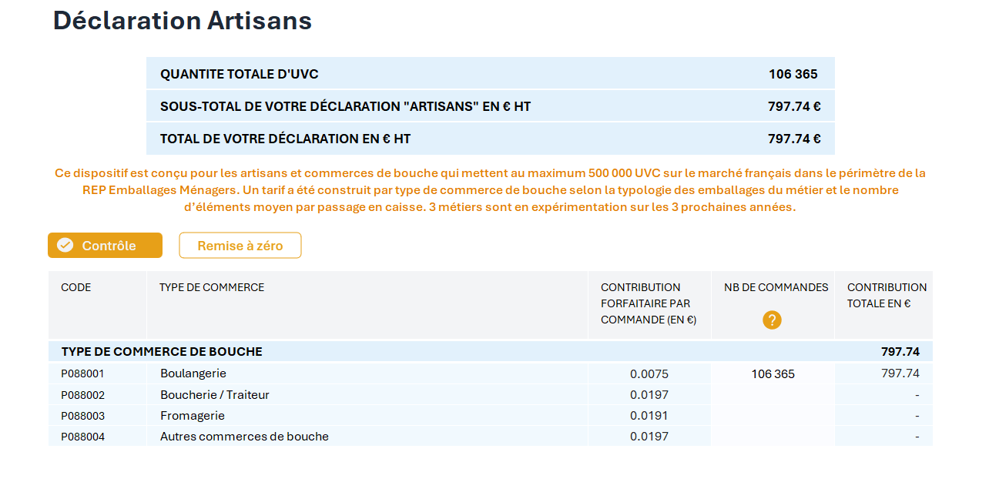 Déclaration Artisans
QUANTITE TOTALE D'UVC 106 365
SOUS-TOTAL DE VOTRE DÉCLARATION "ARTISANS" EN € HT 797.74 €
TOTAL DE VOTRE DÉCLARATION EN € HT 797.74 €
Ce dispositif est conçu pour les artisans et commerces de bouche qui mettent au maximum 500 000 UVC sur le marché français dans le périmètre de la
REP Emballages Ménagers. Un tarif a été construit par type de commerce de bouche selon la typologie des emballages du métier et le nombre
d'éléments moyen par passage en caisse. 3 métiers sont en expérimentation sur les 3 prochaines années.
Contrôle Remise à zéro
CODE TYPE DE COMMERCE CONTRIBUTION NB DE COMMANDES CONTRIBUTION
FORFAITAIRE PAR TOTALE EN €
COMMANDE (EN €) ?
TYPE DE COMMERCE DE BOUCHE 797.74
P088001 Boulangerie 0.0075 106 365 797.74
P088002 Boucherie / Traiteur 0.0197 -
P088003 Fromagerie 0.0191 -
P088004 Autres commerces de bouche 0.0197 -